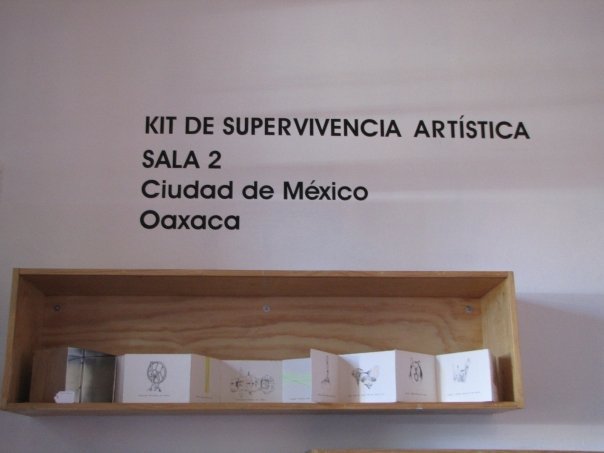 KIT DE SUPERVIVENCIA ARTÍSTICA
SALA 2
Ciudad de México
Oaxaca